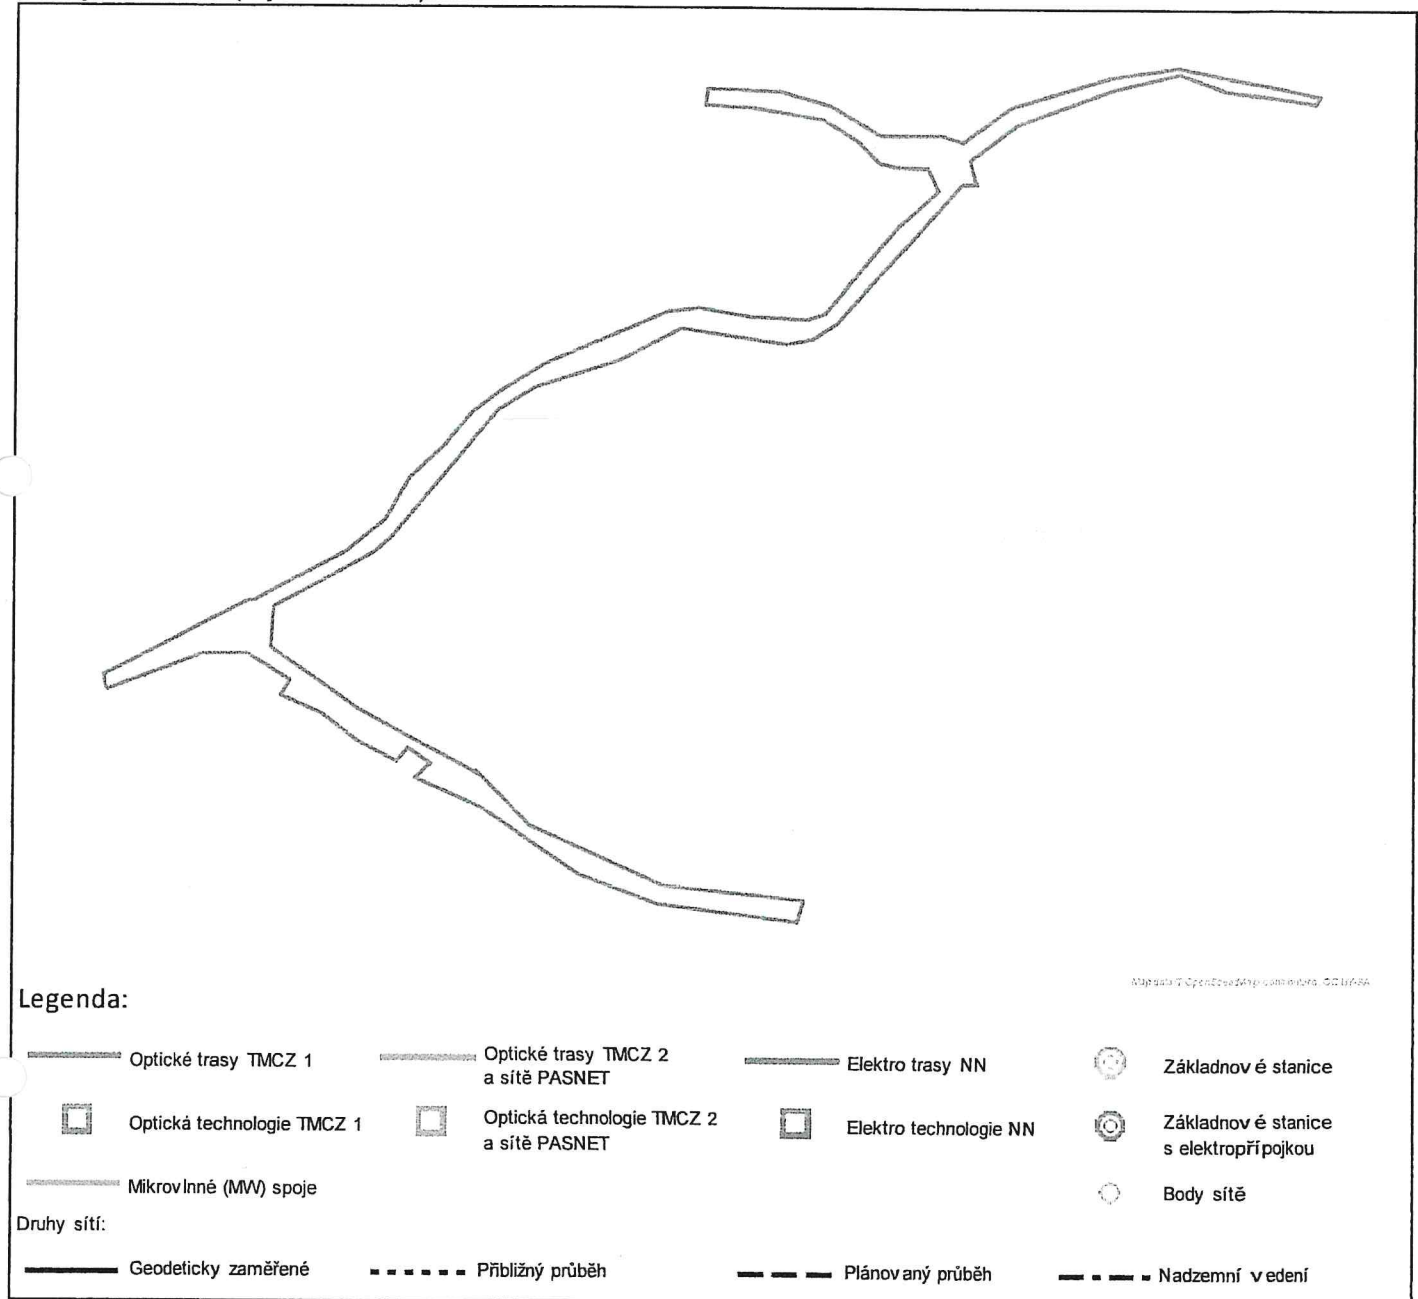 Legenda:
Optické trasy TMCZ 1
Optické trasy TMCZ 2
a sítě PASNET
Elektro trasy NN
Základnové stanice
Optická technologie TMCZ 1
Optická technologie TMCZ 2
a sítě PASNET
Elektro technologie NN
Základnové stanice
s elektropřípojkou
Mikrovlnné (MW) spoje
Body sítě
Druhy sítí:
Geodeticky zaměřené
Přibližný průběh
Plánovaný průběh
Nadzemní vedení